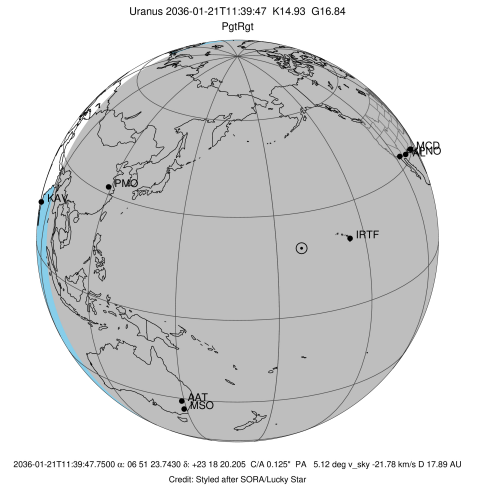 Uranus 2036-01-21T11:39:47 K14.93 G16.84
PgtRgt
MCD
KPNO
PMO
KAV
IRTF
AAT
MSO
2036-01-21T11:39:47.7500 α: 06 51 23.7430 δ: +23 18 20.205 C/A 0.125" PA 5.12 deg v_sky -21.78 km/s D 17.89 AU
Credit: Styled after SORA/Lucky Star